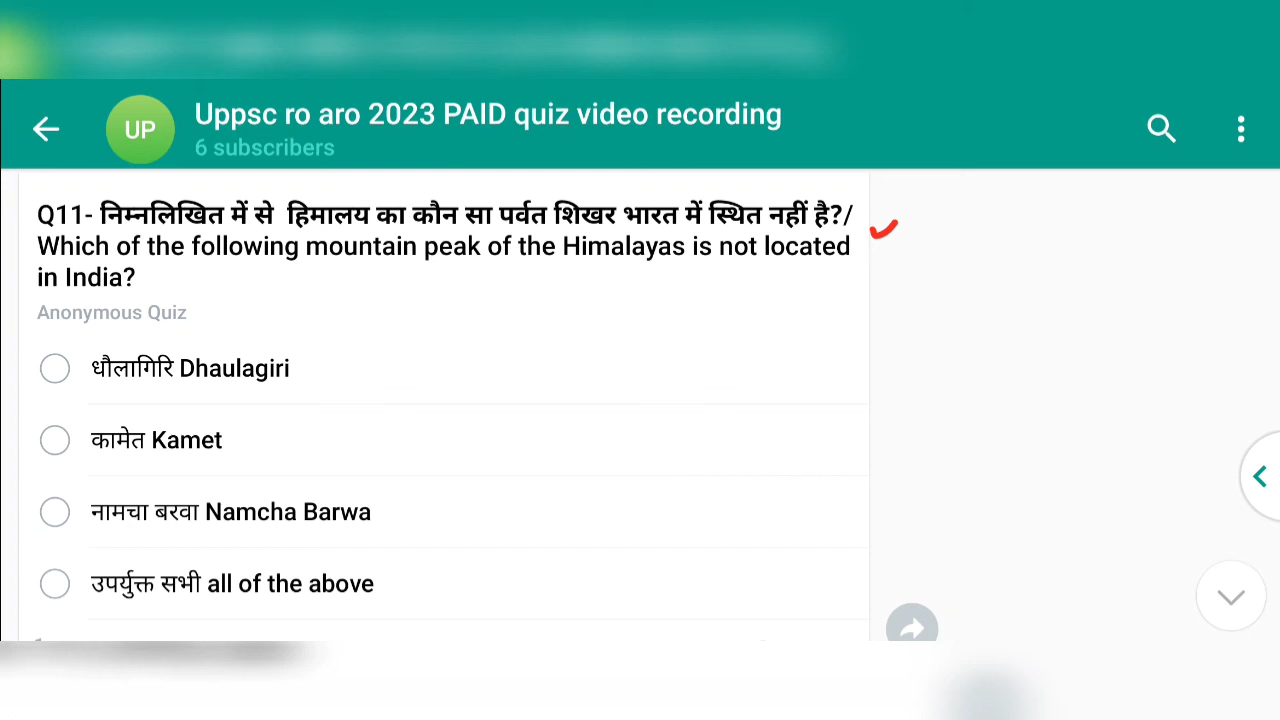 UP
Uppsc ro aro 2023 PAID quiz video recording
6 subscribers
Q11- निम्नलिखित में से हिमालय का कौन सा पर्वत शिखर भारत में स्थित नहीं है?/
Which of the following mountain peak of the Himalayas is not located
in India?
Anonymous Quiz
धौलागिरि Dhaulagiri
कामेत Kamet
नामचा बरवा Namcha Barwa
उपर्युक्त सभी all of the above